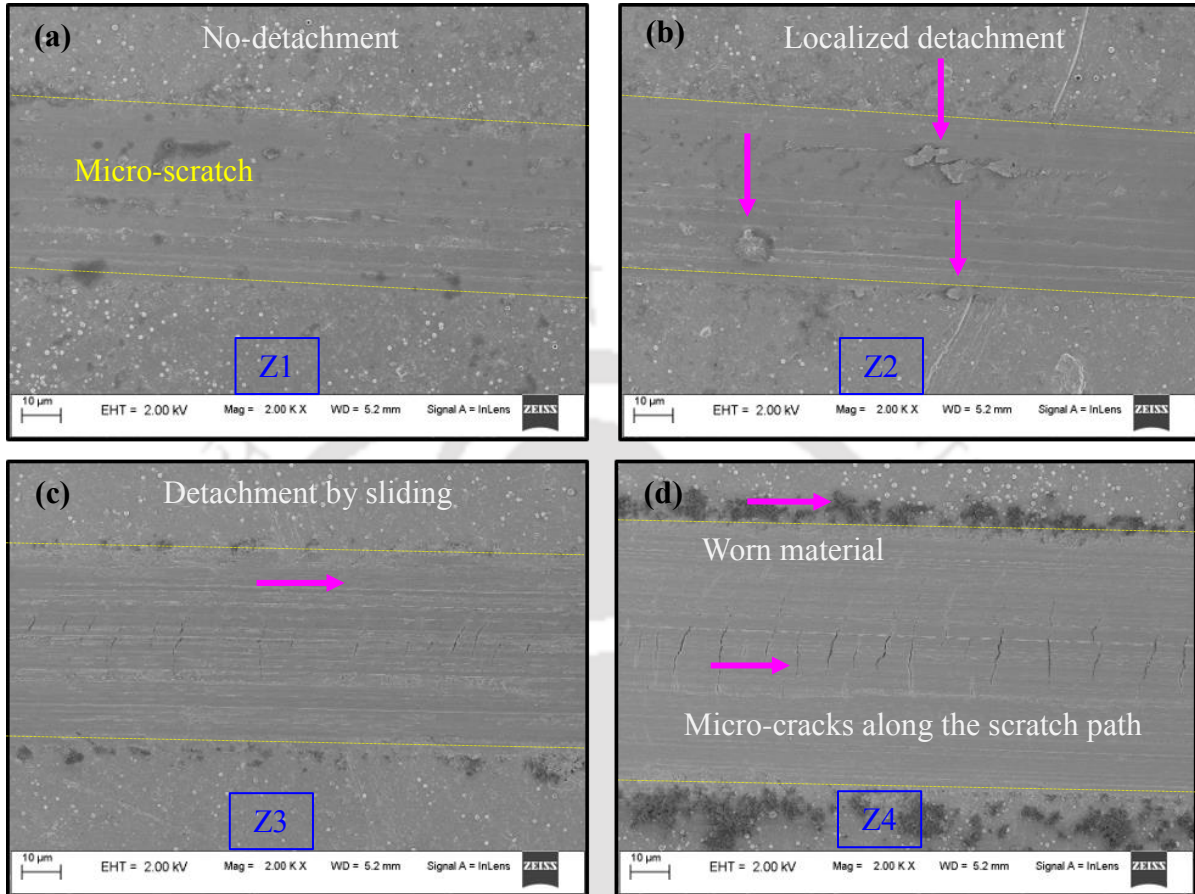 (a)
No-detachment
Micro-scratch
Z1
10 µm
EHT = 2.00 kV
Mag = 2.00 K X
WD = 5.2 mm
Signal A = InLens
ZEISS
(b)
Localized detachment
Z2
10 µm
EHT = 2.00 kV
Mag = 2.00 K X
WD = 5.2 mm
Signal A = InLens
ZEISS
(c)
Detachment by sliding
Z3
10 µm
EHT = 2.00 kV
Mag = 2.00 K X
WD = 5.2 mm
Signal A = InLens
ZEISS
(d)
Worn material
Micro-cracks along the scratch path
Z4
10 µm
EHT = 2.00 kV
Mag = 2.00 K X
WD = 5.2 mm
Signal A = InLens
ZEISS